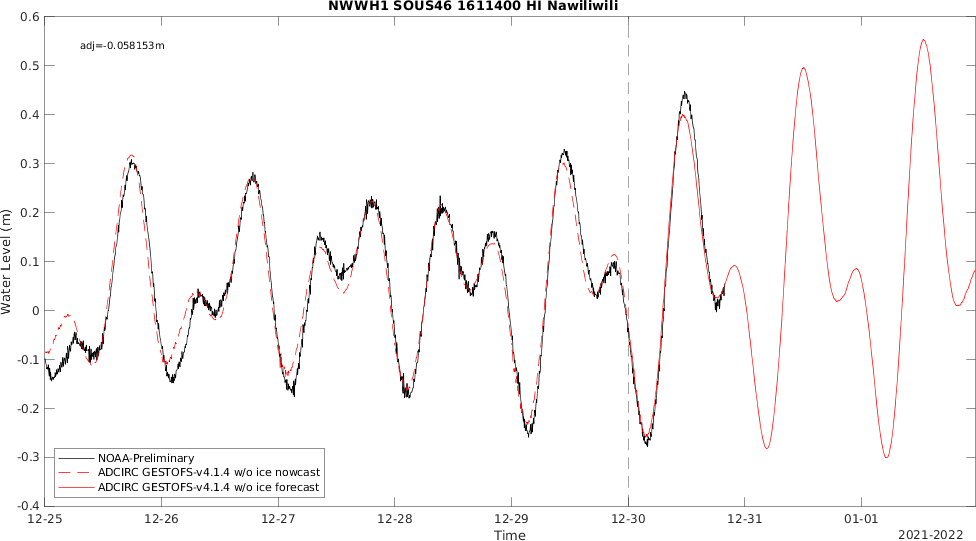 NWWH1 SOUS46 1611400 HI Nawiliwili
adj=-0.058153m
0.6
0.5
0.4
0.3
0.2
0.1
0
-0.1
-0.2
-0.3
-0.4
Water Level (m)
NOAA-Preliminary
ADCIRC GESTOFS-v4.1.4 w/o ice nowcast
ADCIRC GESTOFS-v4.1.4 w/o ice forecast
12-25 12-26 12-27 12-28 12-29 12-30 12-31 01-01
Time
2021-2022